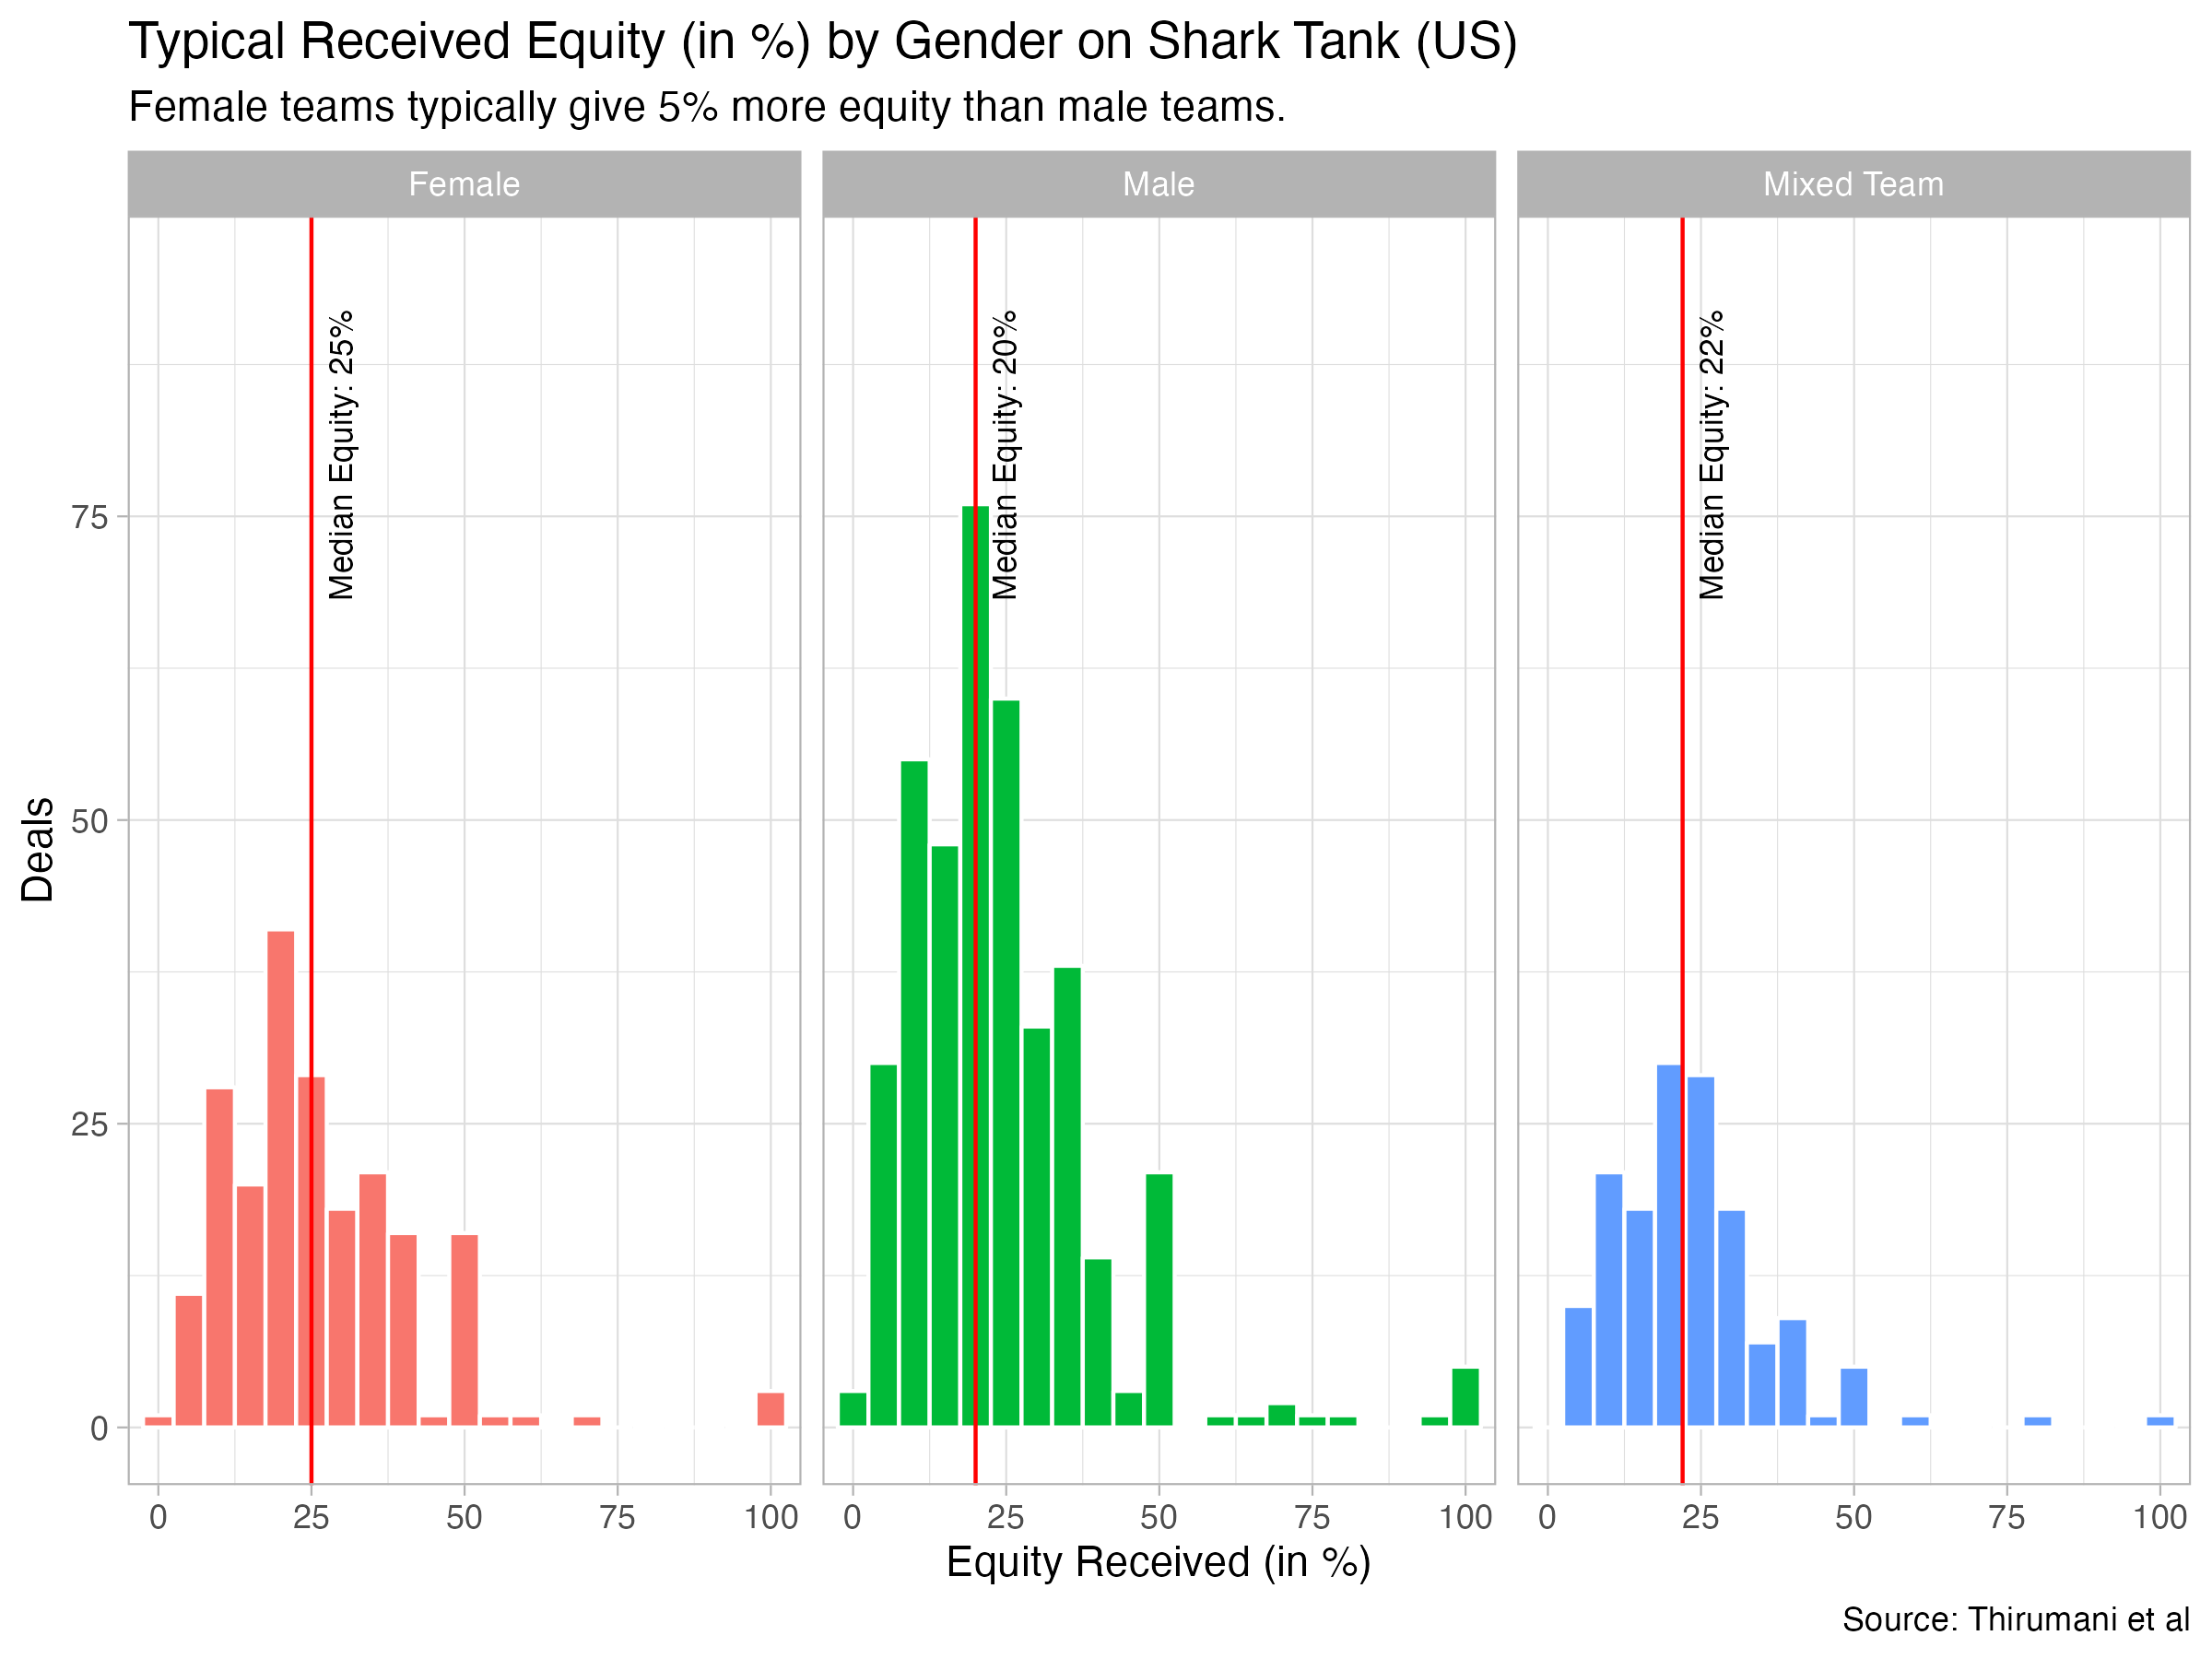 Typical Received Equity (in %) by Gender on Shark Tank (US)
Female teams typically give 5% more equity than male teams.
Female
Male
Mixed Team
Median Equity: 25%
Median Equity: 20%
Median Equity: 22%
Deals
75
50
25
0
0 25 50 75 100
0 25 50 75 100
0 25 50 75 100
Equity Received (in %)
Source: Thirumani et al